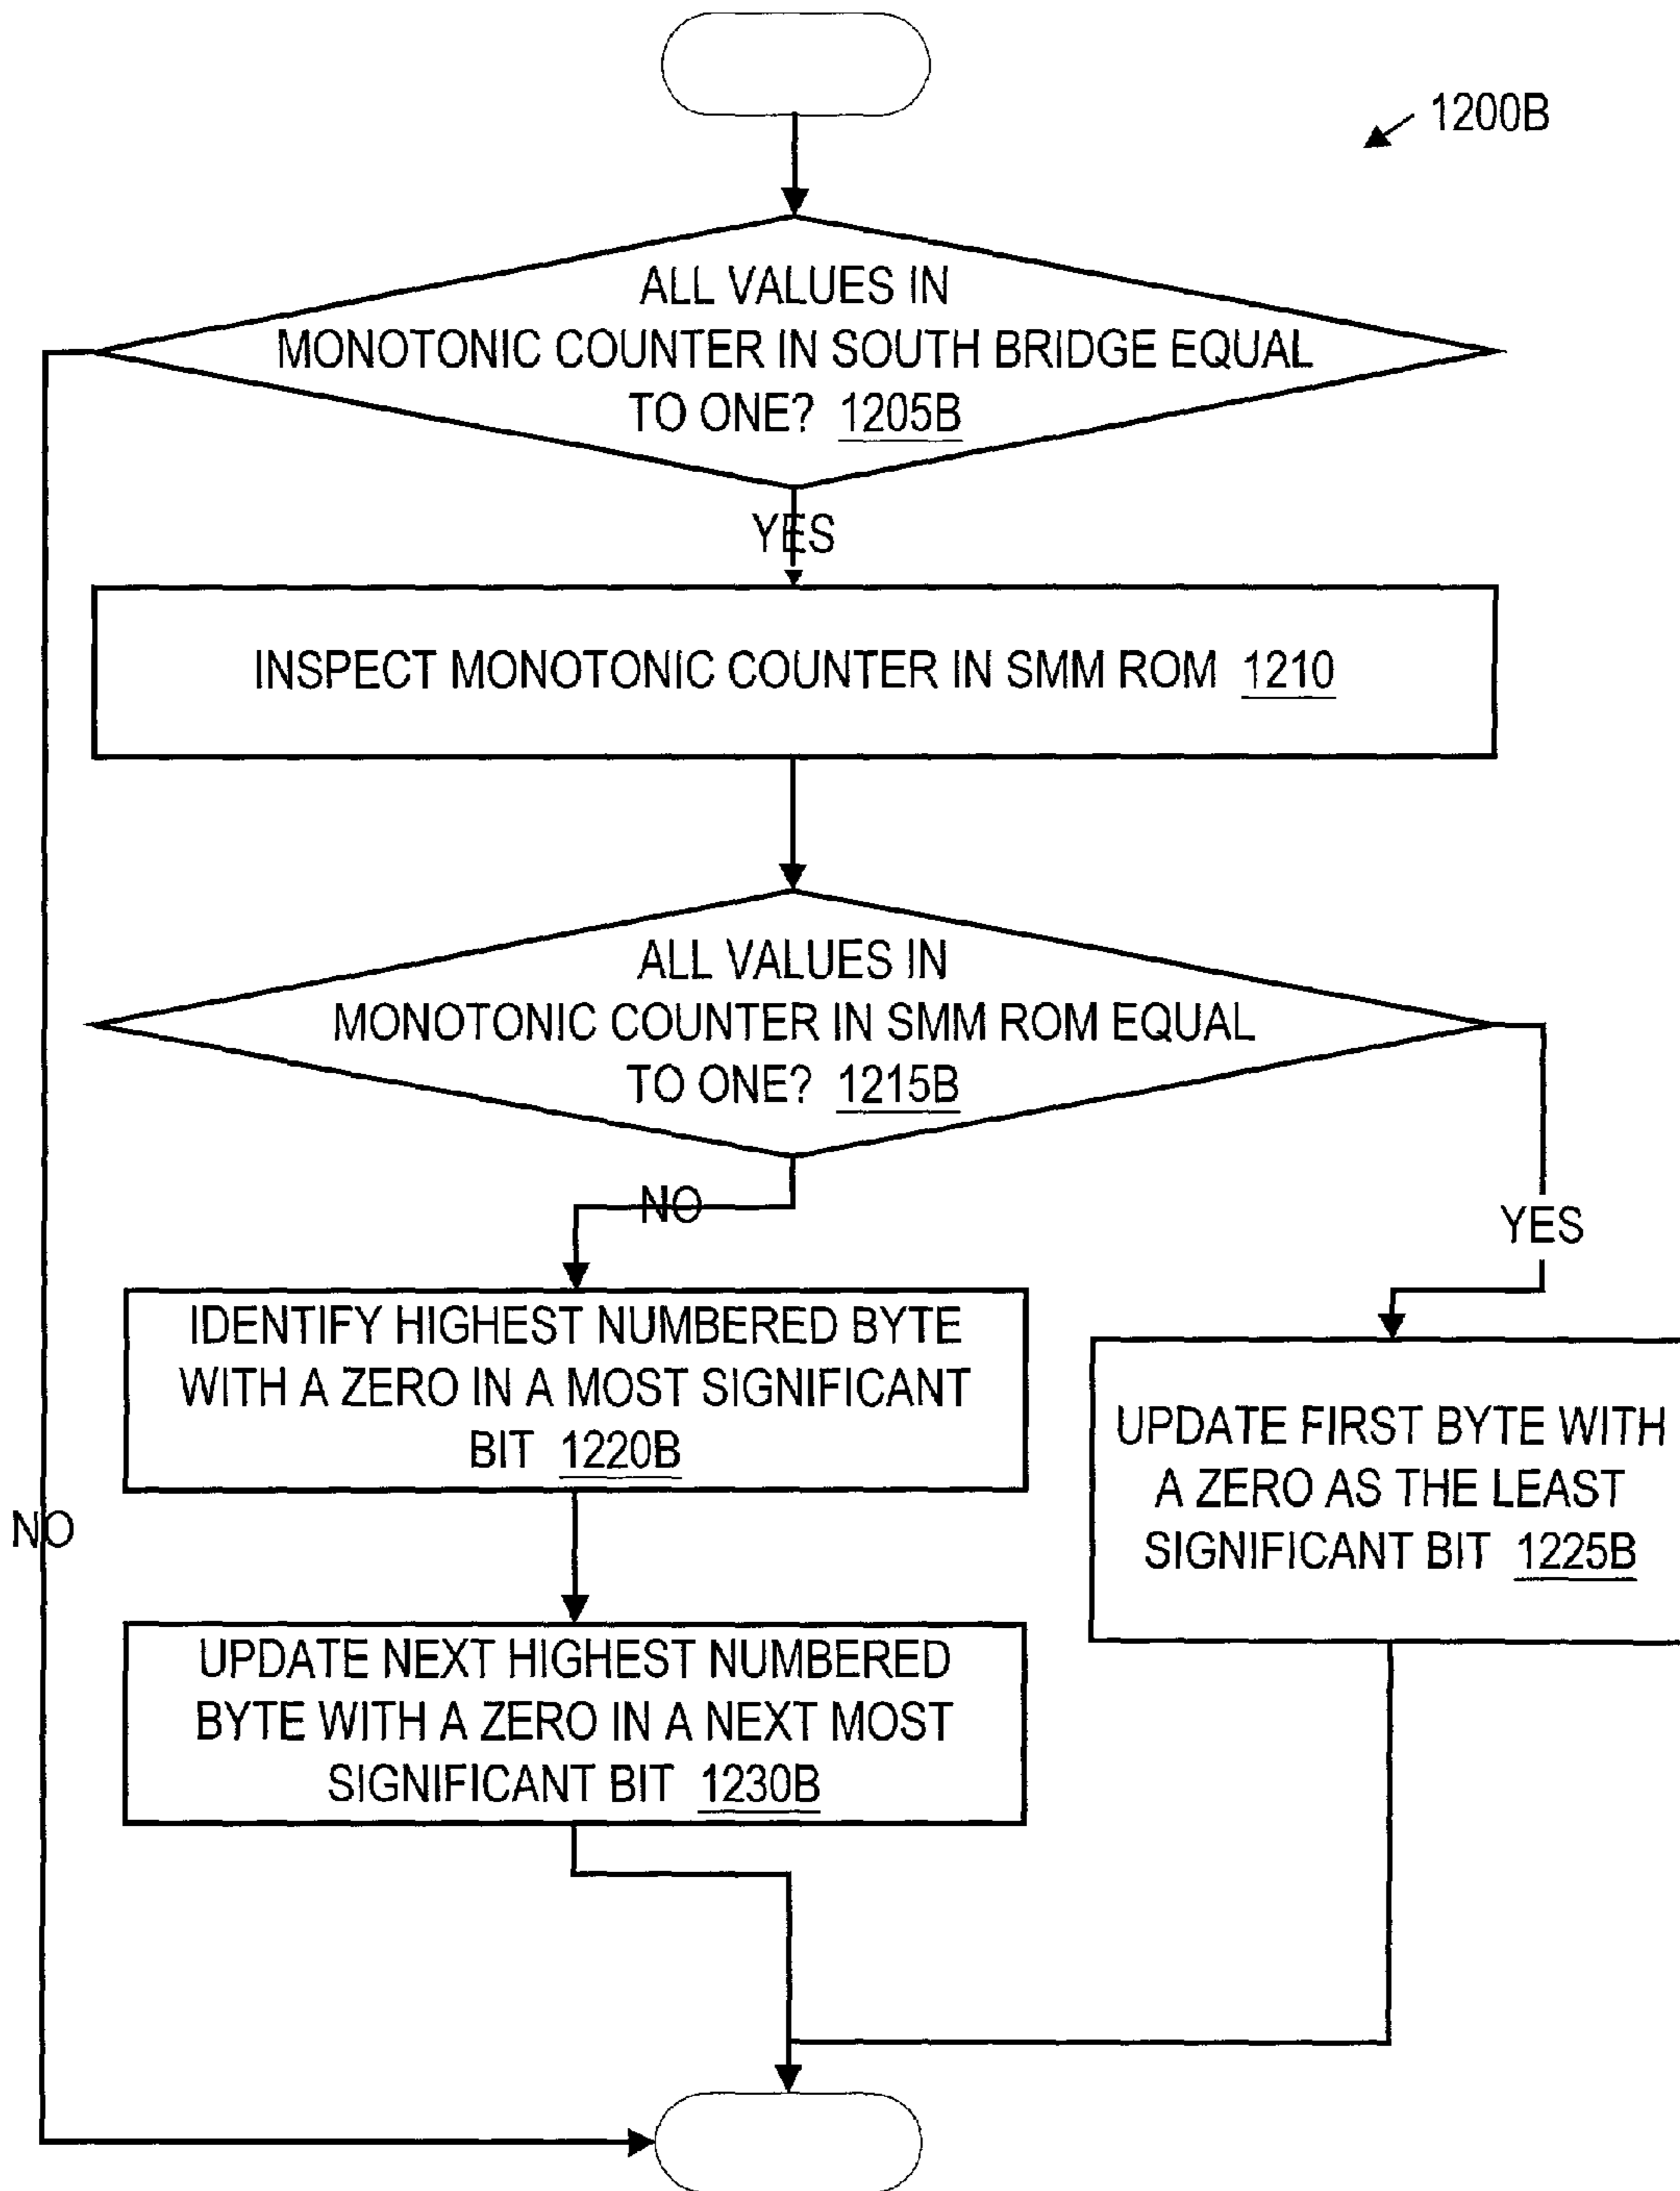 1200B
ALL VALUES IN
MONOTONIC COUNTER IN SOUTH BRIDGE EQUAL
TO ONE? 1205B
YES
INSPECT MONOTONIC COUNTER IN SMM ROM 1210
ALL VALUES IN
MONOTONIC COUNTER IN SMM ROM EQUAL
TO ONE? 1215B
NO
YES
IDENTIFY HIGHEST NUMBERED BYTE
WITH A ZERO IN A MOST SIGNIFICANT
BIT 1220B
UPDATE FIRST BYTE WITH
A ZERO AS THE LEAST
SIGNIFICANT BIT 1225B
NO
UPDATE NEXT HIGHEST NUMBERED
BYTE WITH A ZERO IN A NEXT MOST
SIGNIFICANT BIT 1230B